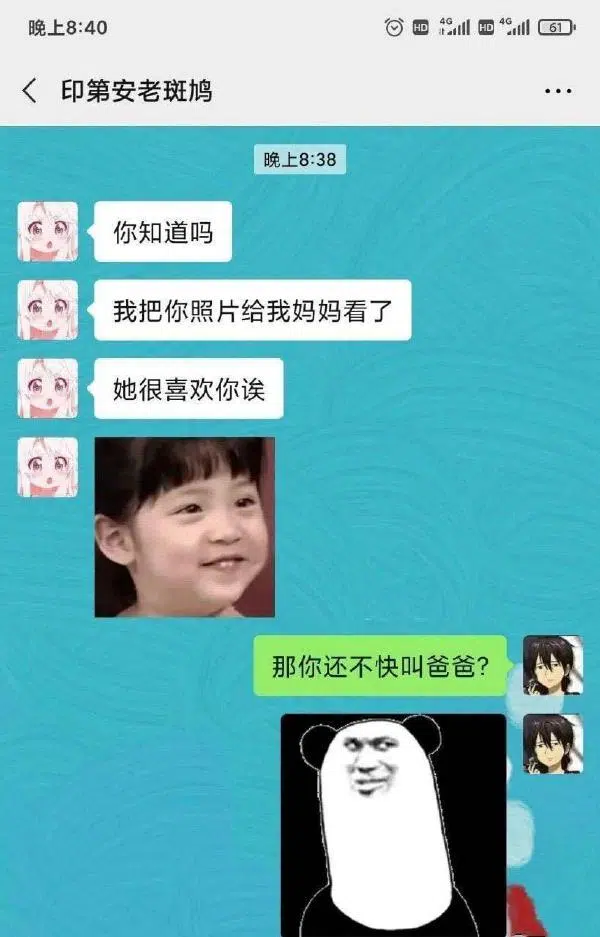 晚上8:40
HD 4G HD 4G 61
印第安老斑鸠
晚上8:38
你知道吗
我把你照片给我妈妈看了
她很喜欢你诶
那你还不快叫爸爸?